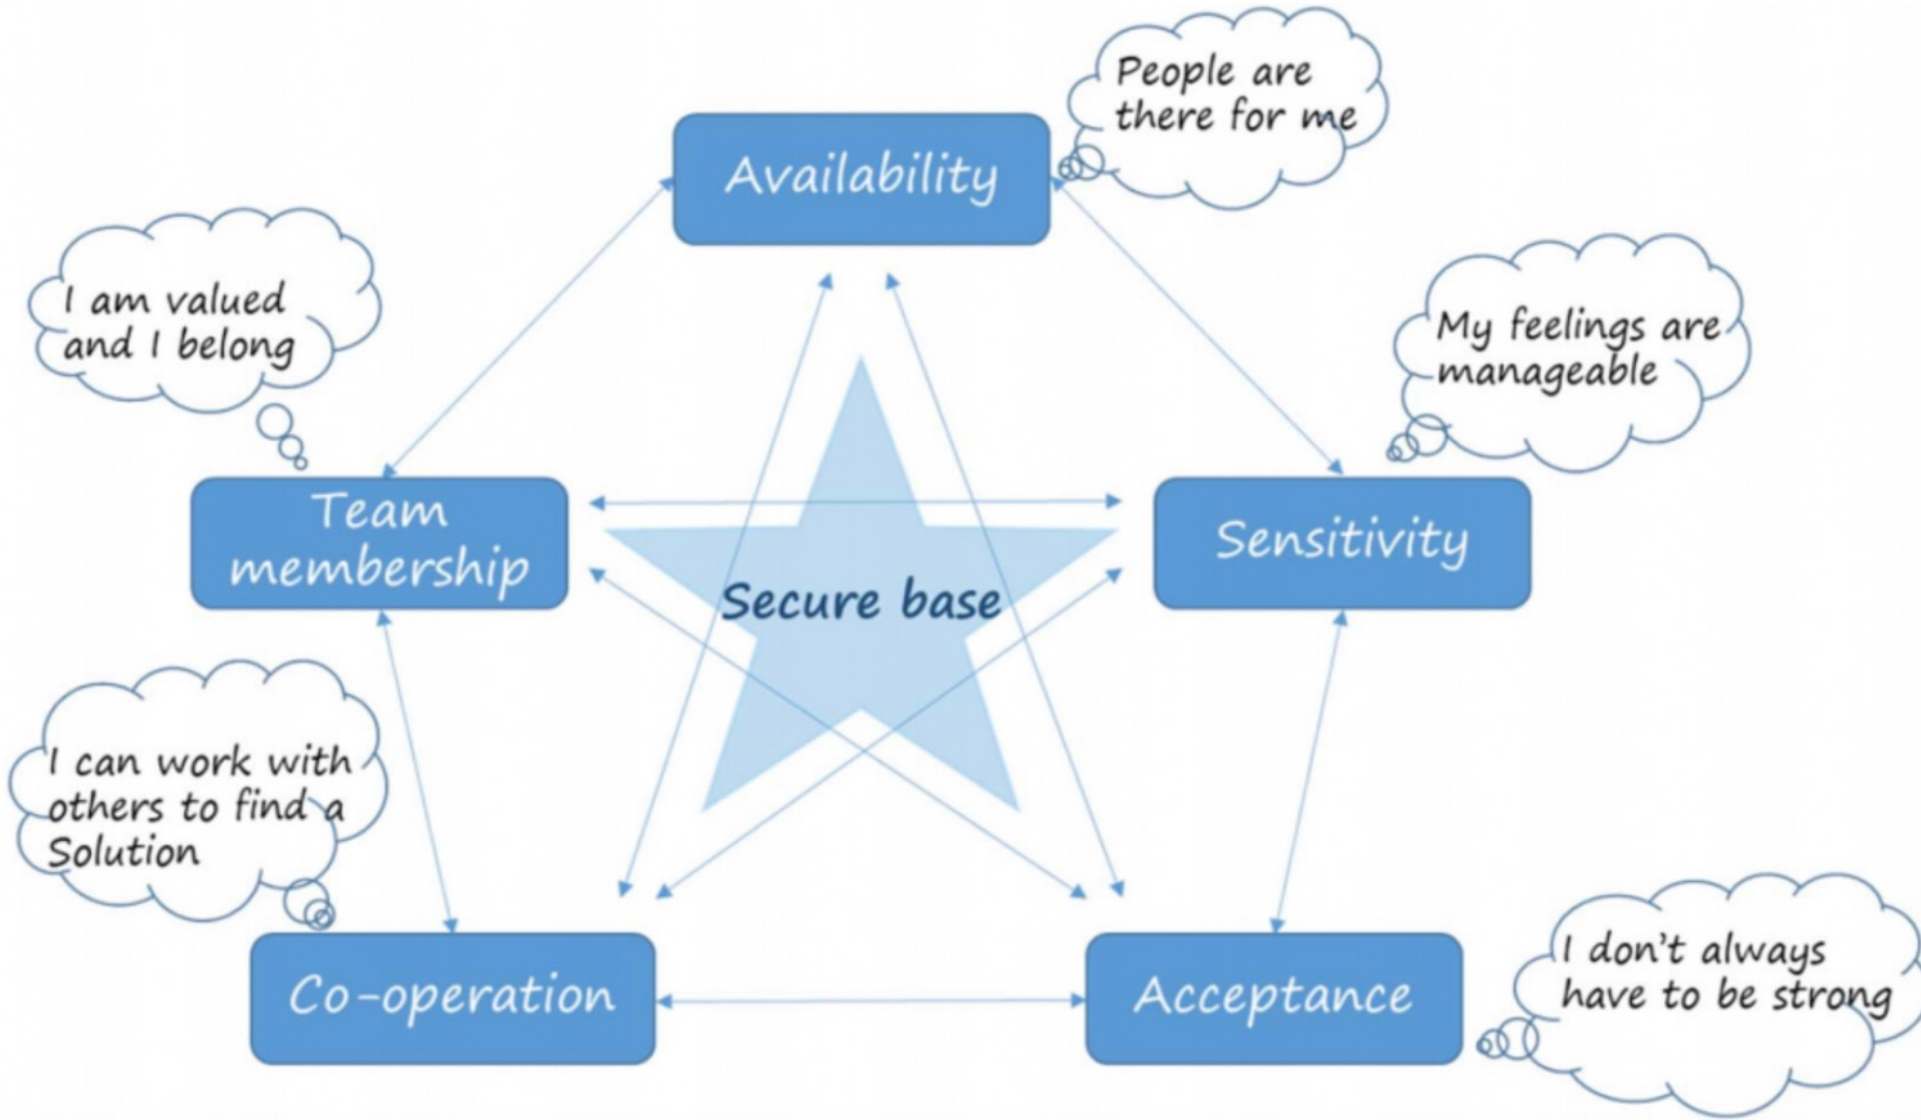 People are
there for me
Availability
I am valued
and I belong
My feelings are
manageable
Team
membership
Sensitivity
Secure base
I can work with
others to find a
Solution
I don't always
have to be strong
Co-operation
Acceptance